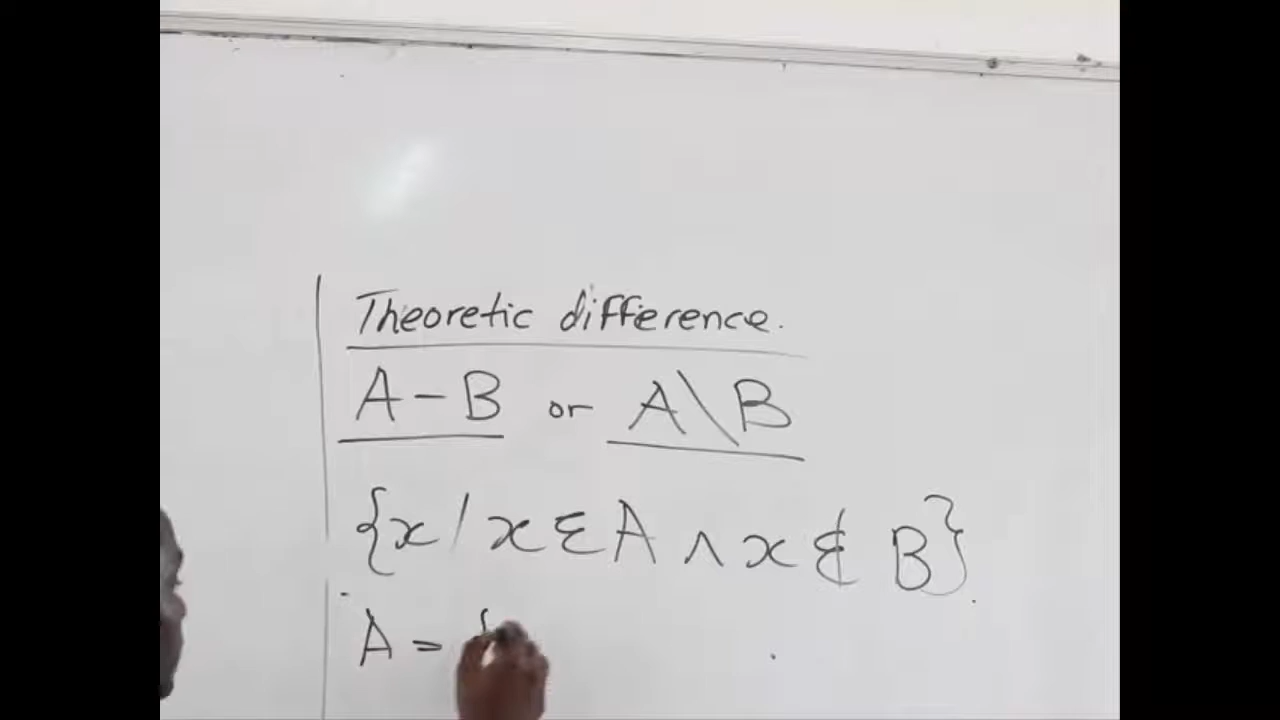 Theoretic difference.
A - B or A \ B
{x / x ∈ A ∧ x ∉ B}
A = {